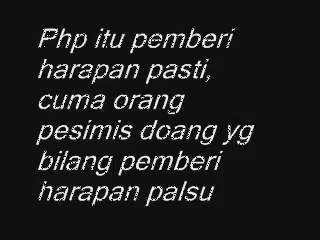 Php itu pemberi
harapan pasti,
cuma orang
pesimis doang yg
bilang pemberi
harapan palsu